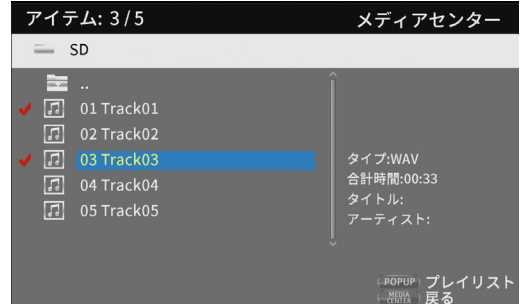 アイテム: 3/5
メディアセンター
SD
..
01 Track01
02 Track02
03 Track03
04 Track04
05 Track05
タイプ:WAV
合計時間:00:33
タイトル:
アーティスト:
POPUP プレイリスト
MEDIA CENTER 戻る